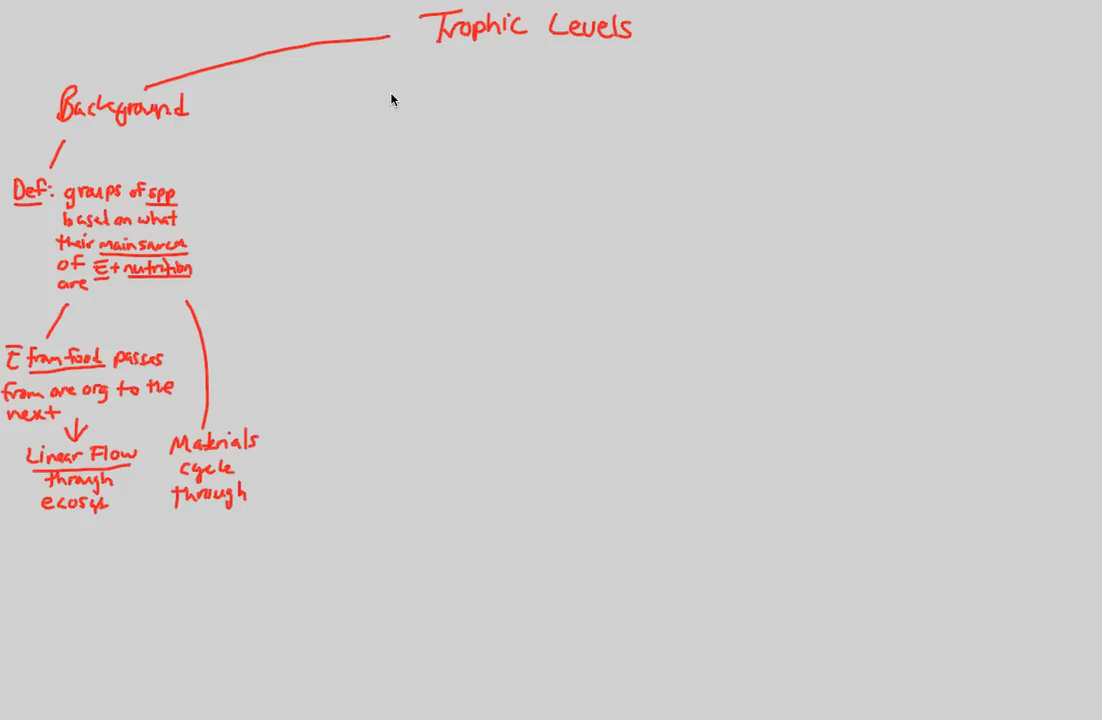 Trophic Levels
Background
Def: groups of spp
based on what
their main source
of E + nutrition
are
E from food passes
from one org to the
next
Linear Flow
through
ecosys
Materials
cycle
through